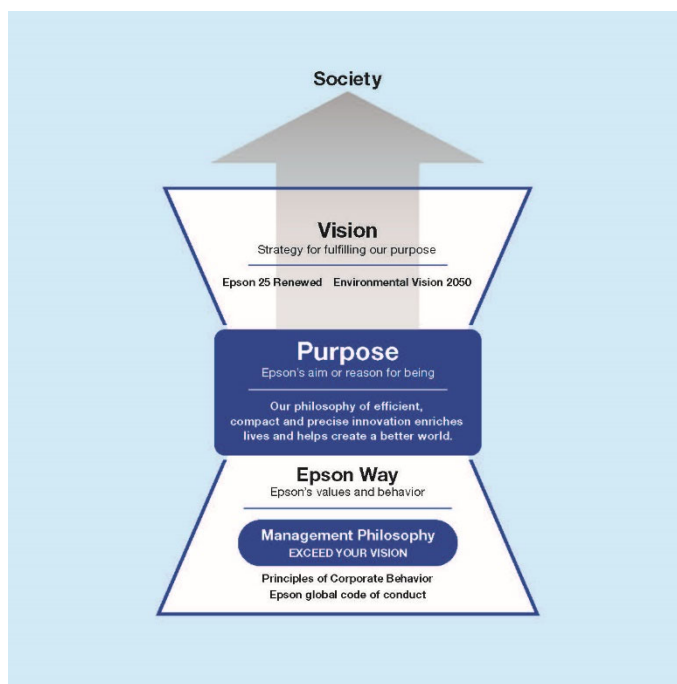 Society
Vision
Strategy for fulfilling our purpose
Epson 25 Renewed Environmental Vision 2050
Purpose
Epson's aim or reason for being
Our philosophy of efficient,
compact and precise innovation enriches
lives and helps create a better world.
Epson Way
Epson's values and behavior
Management Philosophy
EXCEED YOUR VISION
Principles of Corporate Behavior
Epson global code of conduct